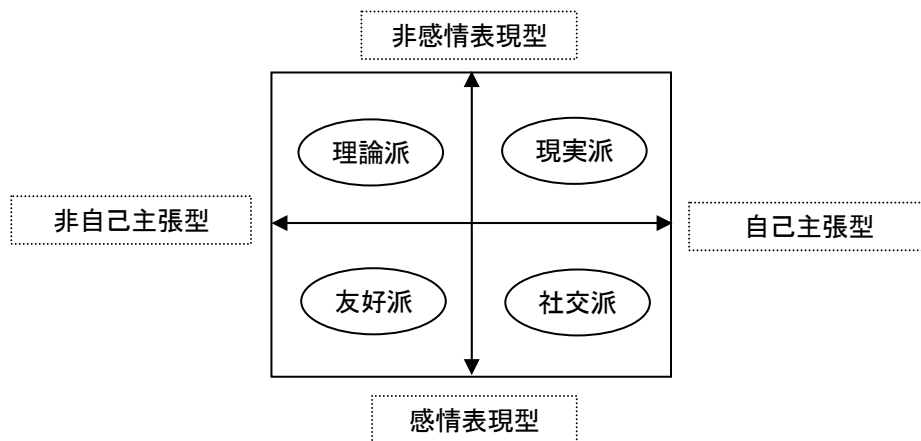 非感情表現型
理論派
現実派
非自己主張型
自己主張型
友好派
社交派
感情表現型